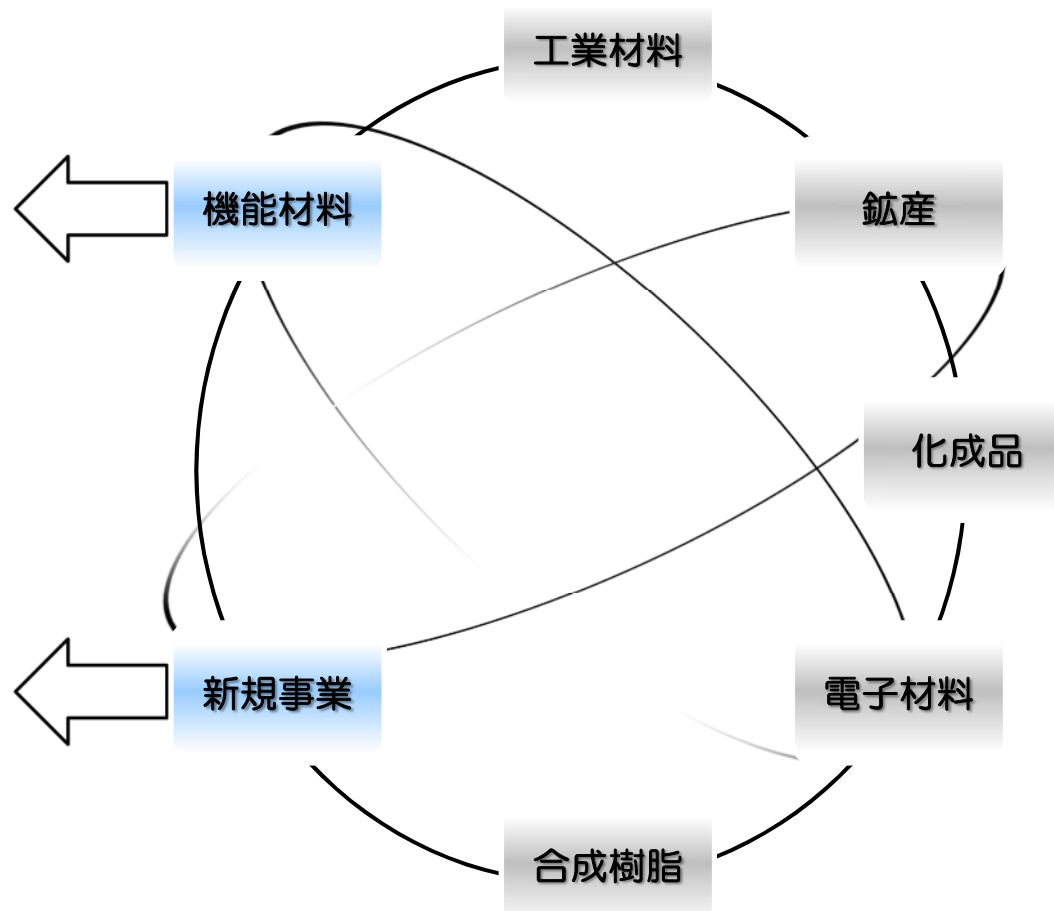 工業材料
機能材料
鉱産
化成品
新規事業
電子材料
合成樹脂